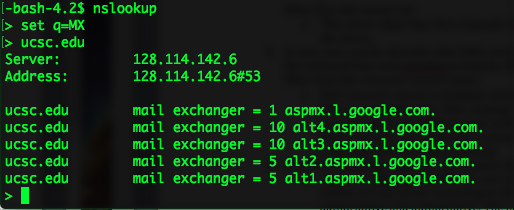 [-bash-4.2$ nslookup
[> set q=MX
[> ucsc.edu
Server: 128.114.142.6
Address: 128.114.142.6#53
ucsc.edu mail exchanger = 1 aspmx.l.google.com.
ucsc.edu mail exchanger = 10 alt4.aspmx.l.google.com.
ucsc.edu mail exchanger = 10 alt3.aspmx.l.google.com.
ucsc.edu mail exchanger = 5 alt2.aspmx.l.google.com.
ucsc.edu mail exchanger = 5 alt1.aspmx.l.google.com.
>